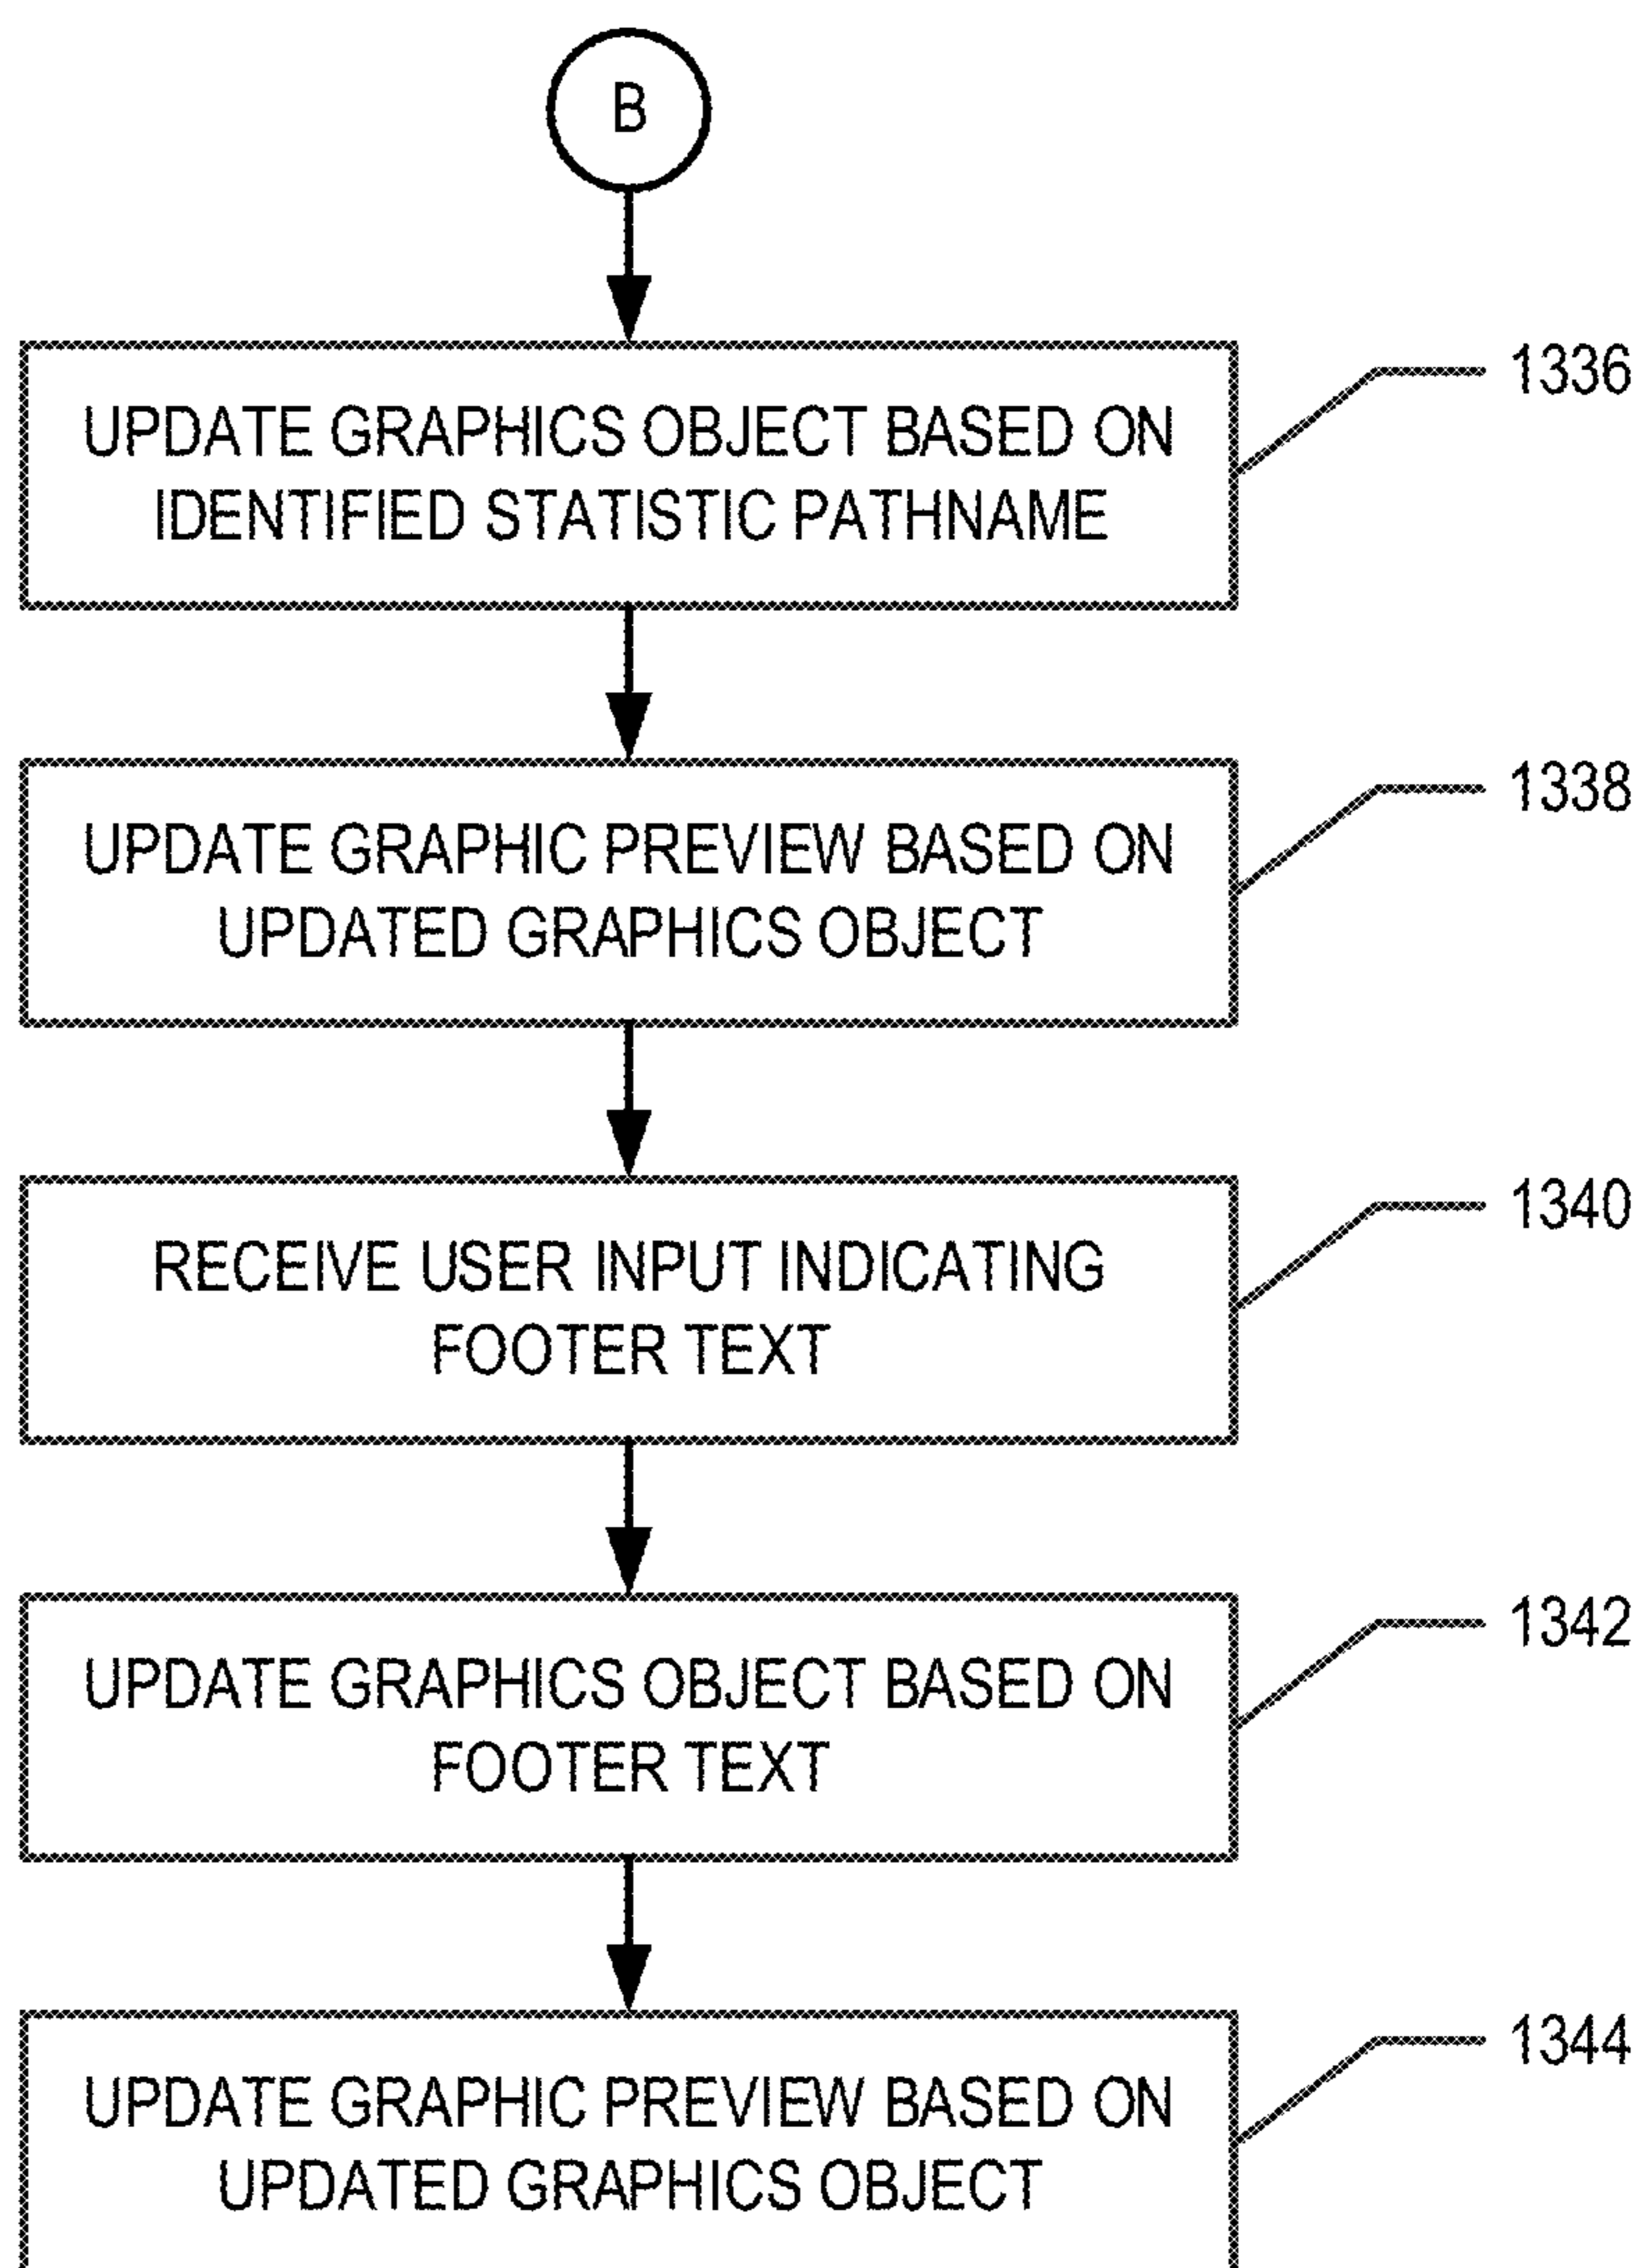 B
UPDATE GRAPHICS OBJECT BASED ON
IDENTIFIED STATISTIC PATHNAME
1336
UPDATE GRAPHIC PREVIEW BASED ON
UPDATED GRAPHICS OBJECT
1338
RECEIVE USER INPUT INDICATING
FOOTER TEXT
1340
UPDATE GRAPHICS OBJECT BASED ON
FOOTER TEXT
1342
UPDATE GRAPHIC PREVIEW BASED ON
UPDATED GRAPHICS OBJECT
1344